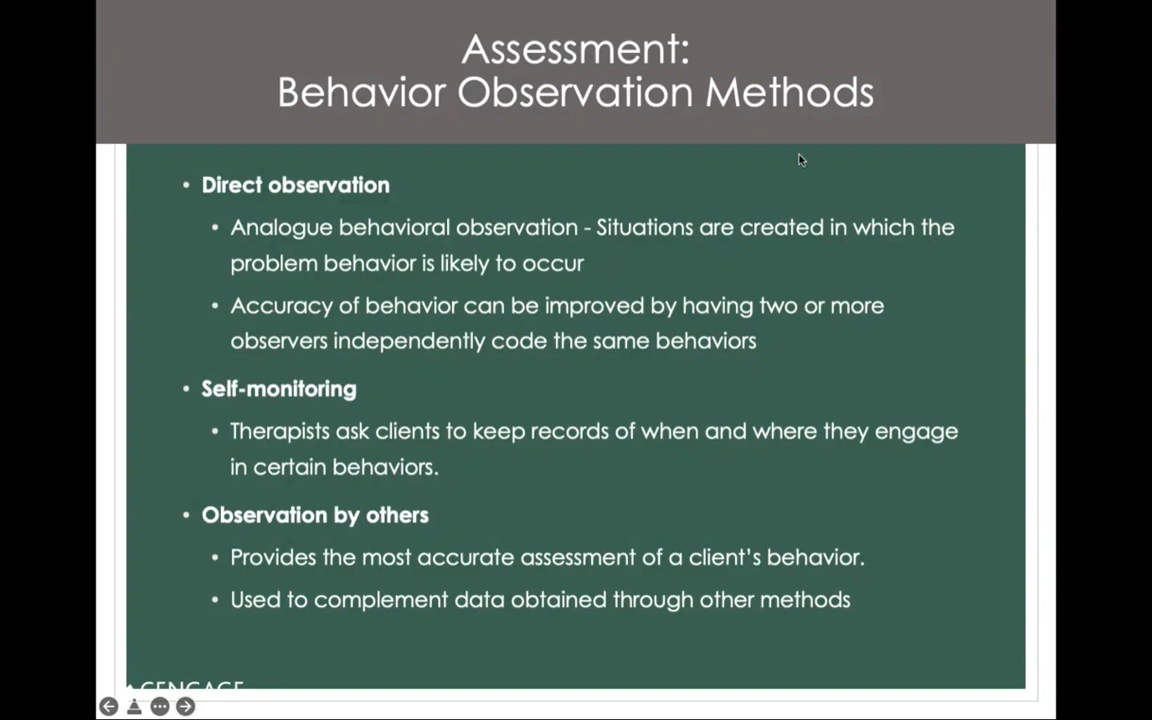 Assessment:
Behavior Observation Methods
• Direct observation
• Analogue behavioral observation - Situations are created in which the
problem behavior is likely to occur
• Accuracy of behavior can be improved by having two or more
observers independently code the same behaviors
• Self-monitoring
• Therapists ask clients to keep records of when and where they engage
in certain behaviors.
• Observation by others
• Provides the most accurate assessment of a client's behavior.
• Used to complement data obtained through other methods
CENGAGE